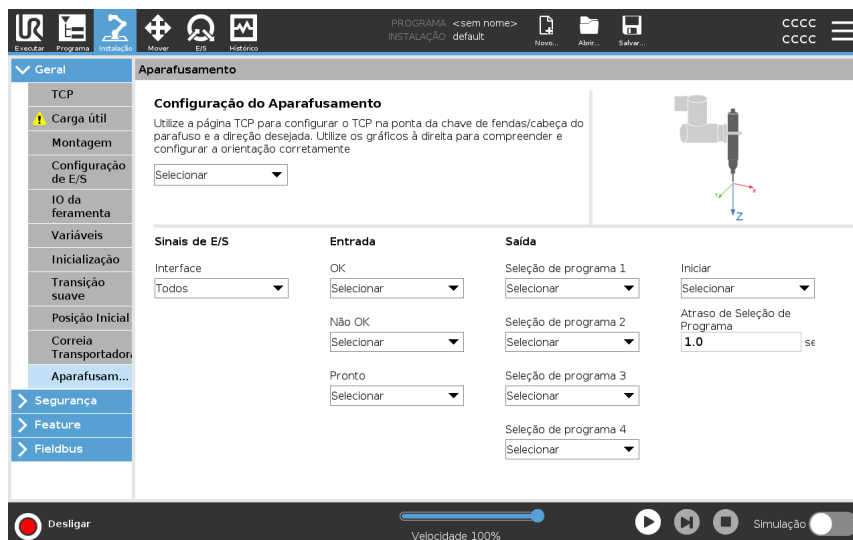 UR
PROGRAMA <sem nome>
INSTALAÇÃO default
CCCC
CCCC
Executar Programa Instalação Mover E/S Histórico Novo... Abrir... Salvar...
Geral
Aparafusamento
TCP
Carga útil
Montagem
Configuração
de E/S
IO da
feramenta
Variáveis
Inicialização
Transição
suave
Posição Inicial
Correia
Transportadora
Aparafusam...
Segurança
Feature
Fieldbus
Configuração do Aparafusamento
Utilize a página TCP para configurar o TCP na ponta da chave de fendas/cabeça do
parafuso e a direção desejada. Utilize os gráficos à direita para compreender e
configurar a orientação corretamente
Selecionar
Y X
Z
Sinais de E/S Entrada Saída
Interface OK Seleção de programa 1 Iniciar
Todos Selecionar Selecionar Selecionar
Não OK Seleção de programa 2 Atraso de Seleção de
Programa
Selecionar Selecionar 1.0 se
Pronto Seleção de programa 3
Selecionar Selecionar
Seleção de programa 4
Selecionar
Desligar
Velocidade 100%
Simulação